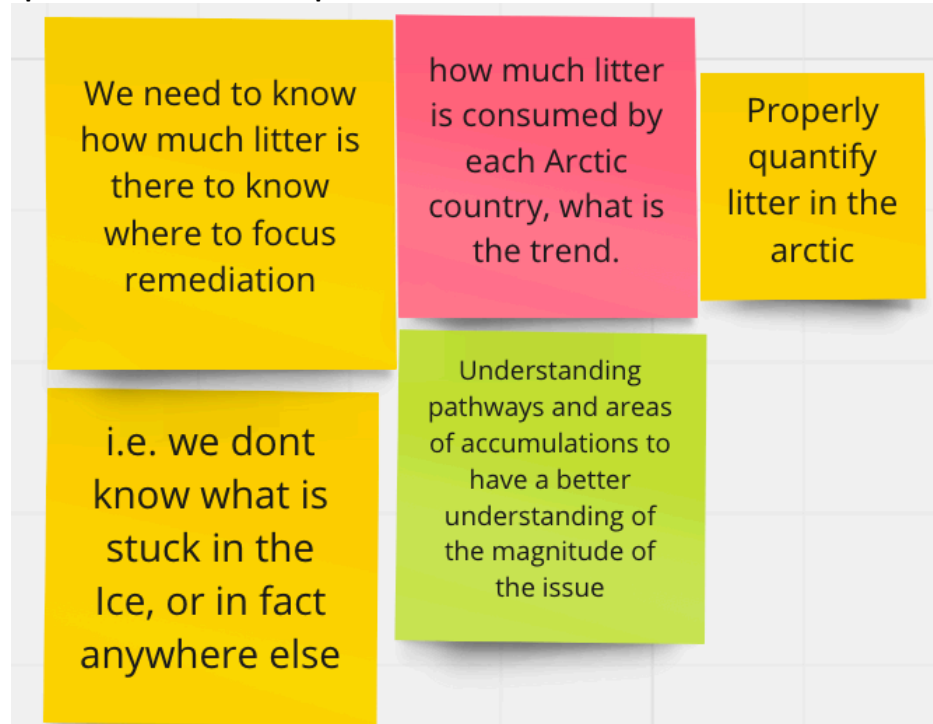 We need to know
how much litter is
there to know
where to focus
remediation
how much litter
is consumed by
each Arctic
country, what is
the trend.
Properly
quantify
litter in the
arctic
i.e. we dont
know what is
stuck in the
Ice, or in fact
anywhere else
Understanding
pathways and areas
of accumulations to
have a better
understanding of
the magnitude of
the issue